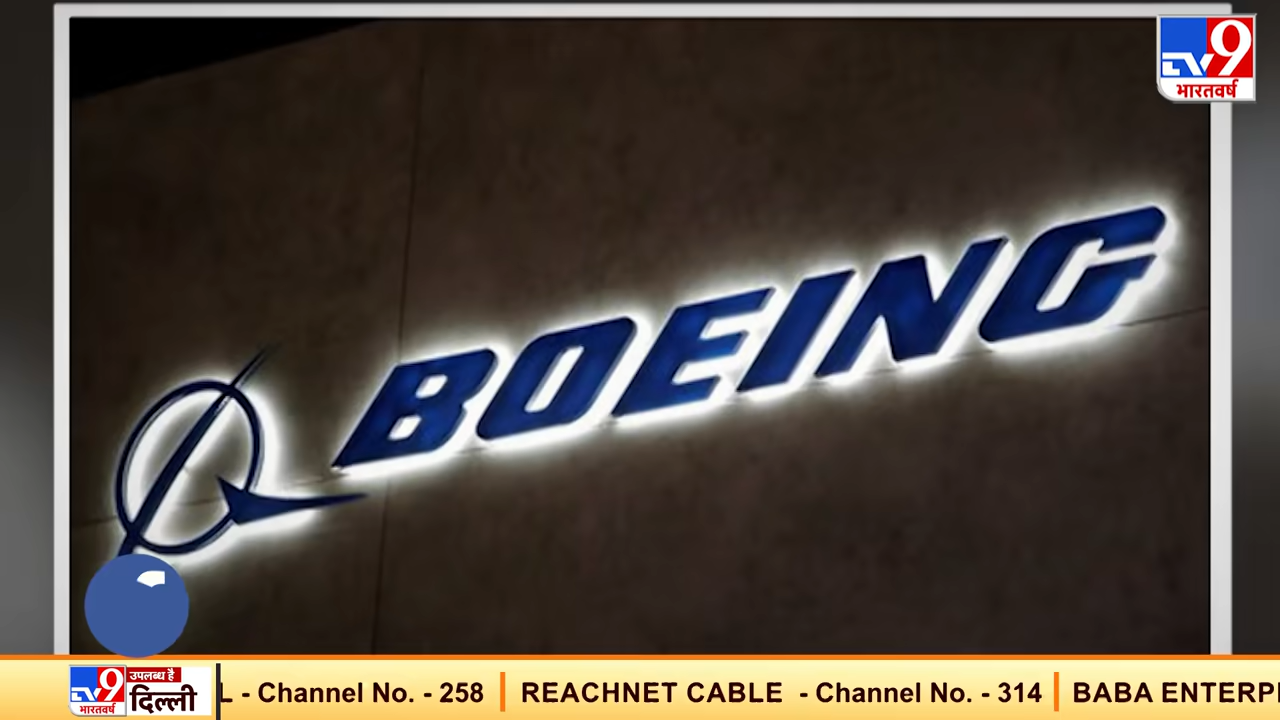 TV9
भारतवर्ष
BOEING
TV9
भारतवर्ष
उपलब्ध है
दिल्ली
L - Channel No. - 258 | REACHNET CABLE - Channel No. - 314 | BABA ENTERP